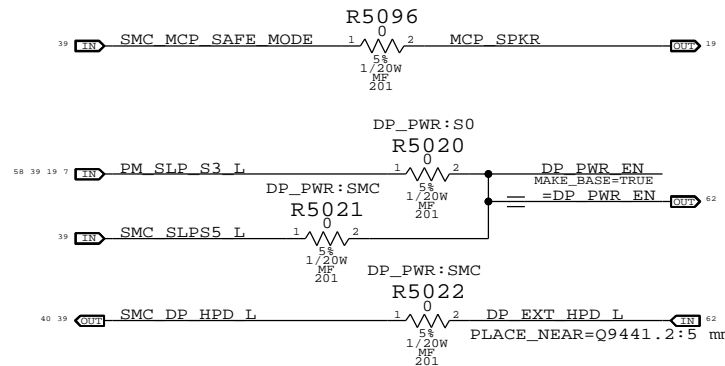 R5096
0
39 IN SMC_MCP_SAFE_MODE 1 2 MCP_SPKR OUT 19
5%
1/20W
MF
201
DP_PWR:S0
R5020
0
58 39 19 7 IN PM_SLP_S3_L 1 2 DP_PWR_EN
5%
1/20W
MF
201
MAKE_BASE=TRUE
=DP_PWR_EN OUT 62
DP_PWR:SMC
R5021
0
39 IN SMC_SLPS5_L 1 2
5%
1/20W
MF
201
DP_PWR:SMC
R5022
0
40 39 OUT SMC_DP_HPD_L 1 2 DP_EXT_HPD_L IN 62
5%
1/20W
MF
201
PLACE_NEAR=Q9441.2:5 mm